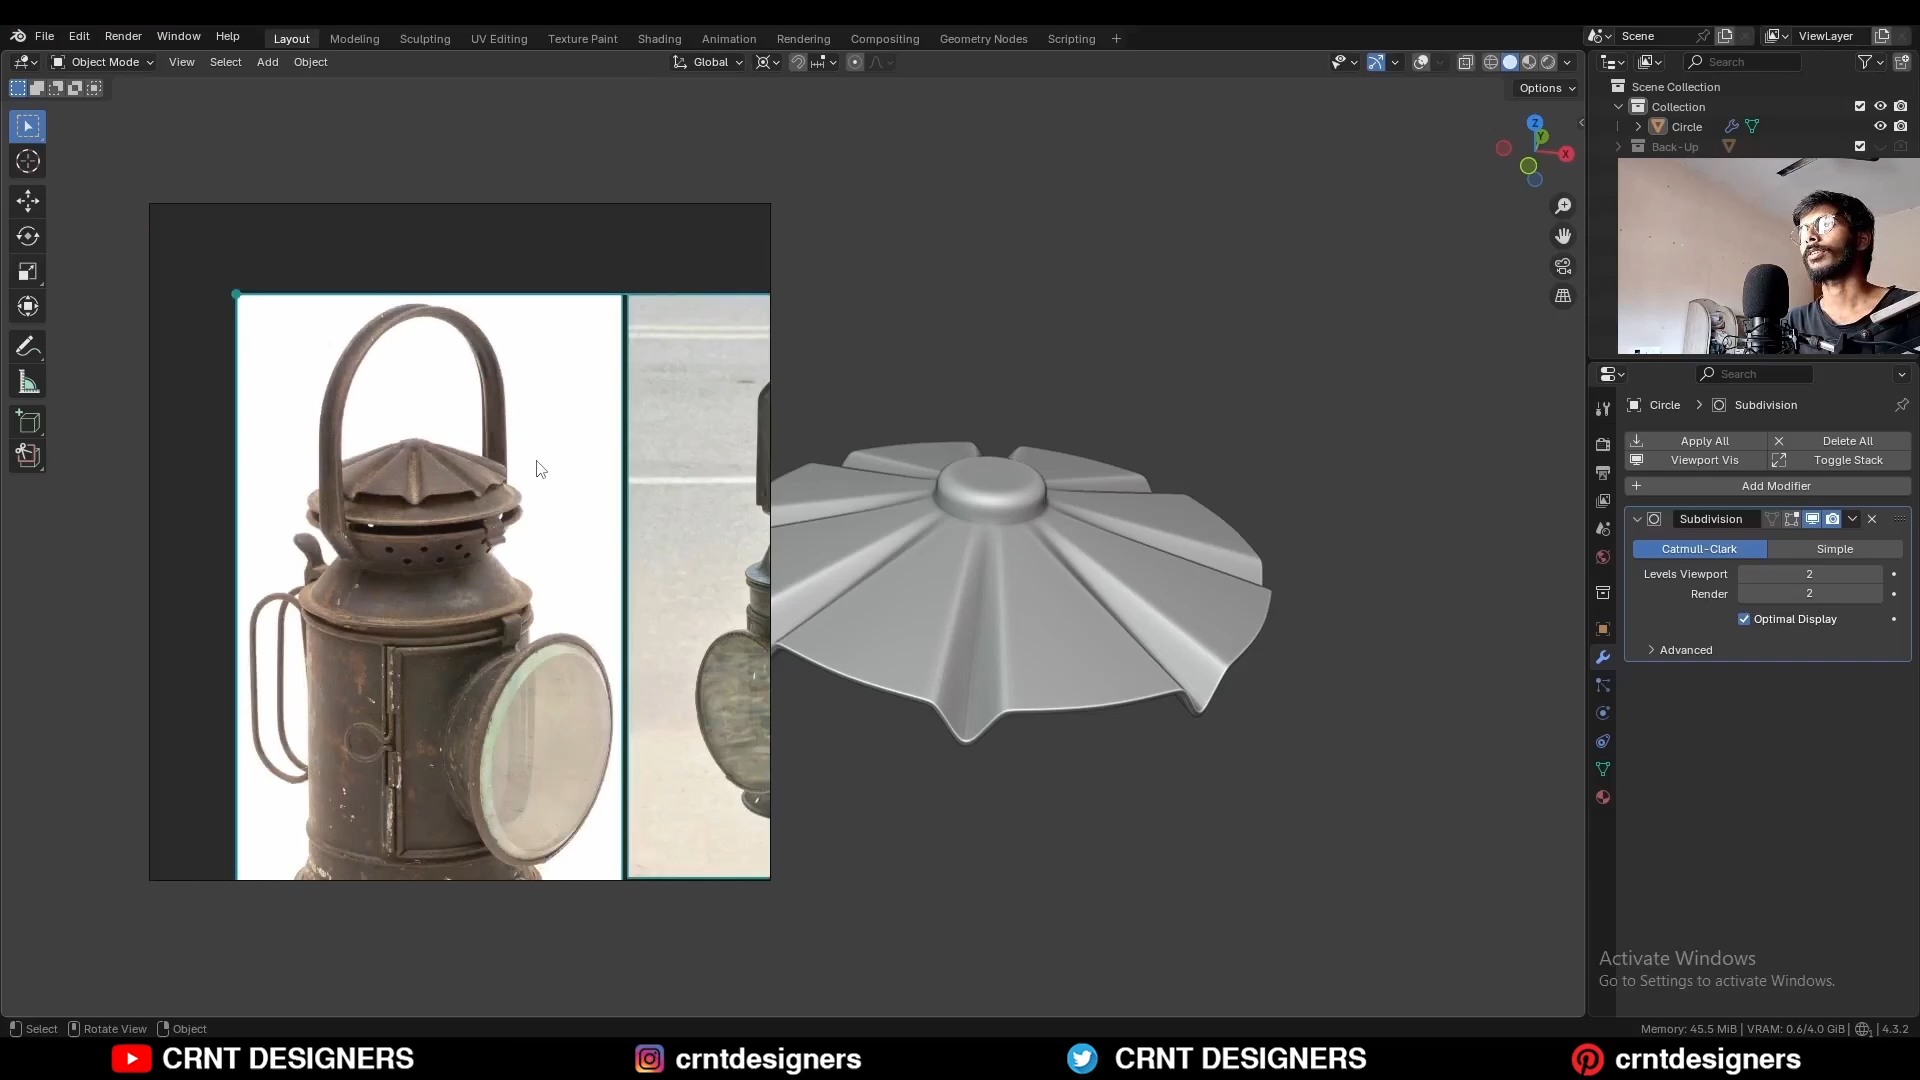 File Edit Render Window Help
Layout Modeling Sculpting UV Editing Texture Paint Shading Animation Rendering Compositing Geometry Nodes Scripting +
Scene
ViewLayer
Object Mode View Select Add Object
Global
Search
Options
Scene Collection
Collection
Circle
Back-Up
Z
Y
X
Search
Circle > Subdivision
Apply All
Delete All
Viewport Vis
Toggle Stack
Add Modifier
Subdivision
Catmull-Clark
Simple
Levels Viewport 2
Render 2
Optimal Display
Advanced
Activate Windows
Go to Settings to activate Windows.
Select Rotate View Object
Memory: 45.5 MiB | VRAM: 0.6/4.0 GiB | 4.3.2
CRNT DESIGNERS
crntdesigners
CRNT DESIGNERS
crntdesigners